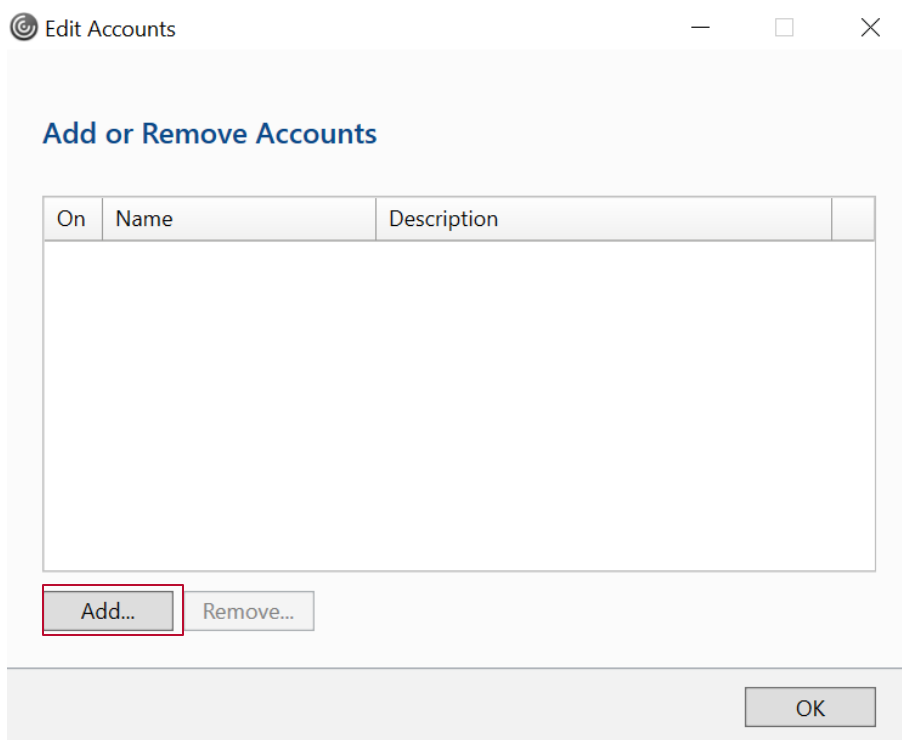 Edit Accounts
Add or Remove Accounts
On Name Description
Add... Remove...
OK